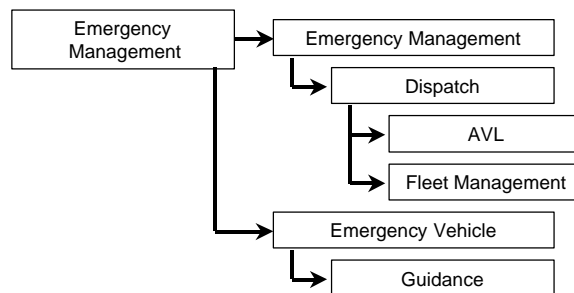 Emergency
Management
Emergency Management
Dispatch
AVL
Fleet Management
Emergency Vehicle
Guidance